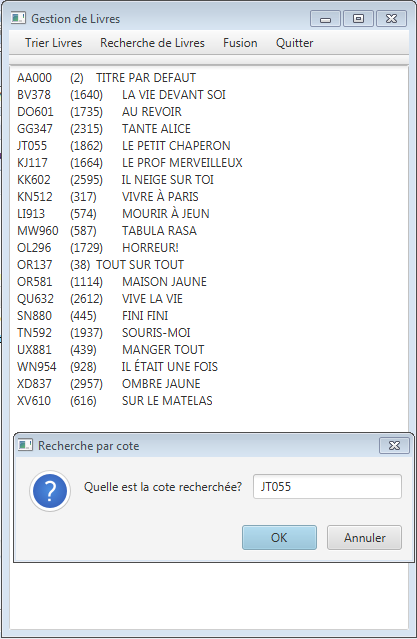 Gestion de Livres
Trier Livres Recherche de Livres Fusion Quitter
AA000 (2) TITRE PAR DEFAUT
BV378 (1640) LA VIE DEVANT SOI
DO601 (1735) AU REVOIR
GG347 (2315) TANTE ALICE
JT055 (1862) LE PETIT CHAPERON
KJ117 (1664) LE PROF MERVEILLEUX
KK602 (2595) IL NEIGE SUR TOI
KN512 (317) VIVRE À PARIS
LI913 (574) MOURIR À JEUN
MW960 (587) TABULA RASA
OL296 (1729) HORREUR!
OR137 (38) TOUT SUR TOUT
OR581 (1114) MAISON JAUNE
QU632 (2612) VIVE LA VIE
SN880 (445) FINI FINI
TN592 (1937) SOURIS-MOI
UX881 (439) MANGER TOUT
WN954 (928) IL ÉTAIT UNE FOIS
XD837 (2957) OMBRE JAUNE
XV610 (616) SUR LE MATELAS
Recherche par cote
Quelle est la cote recherchée? JT055
OK Annuler